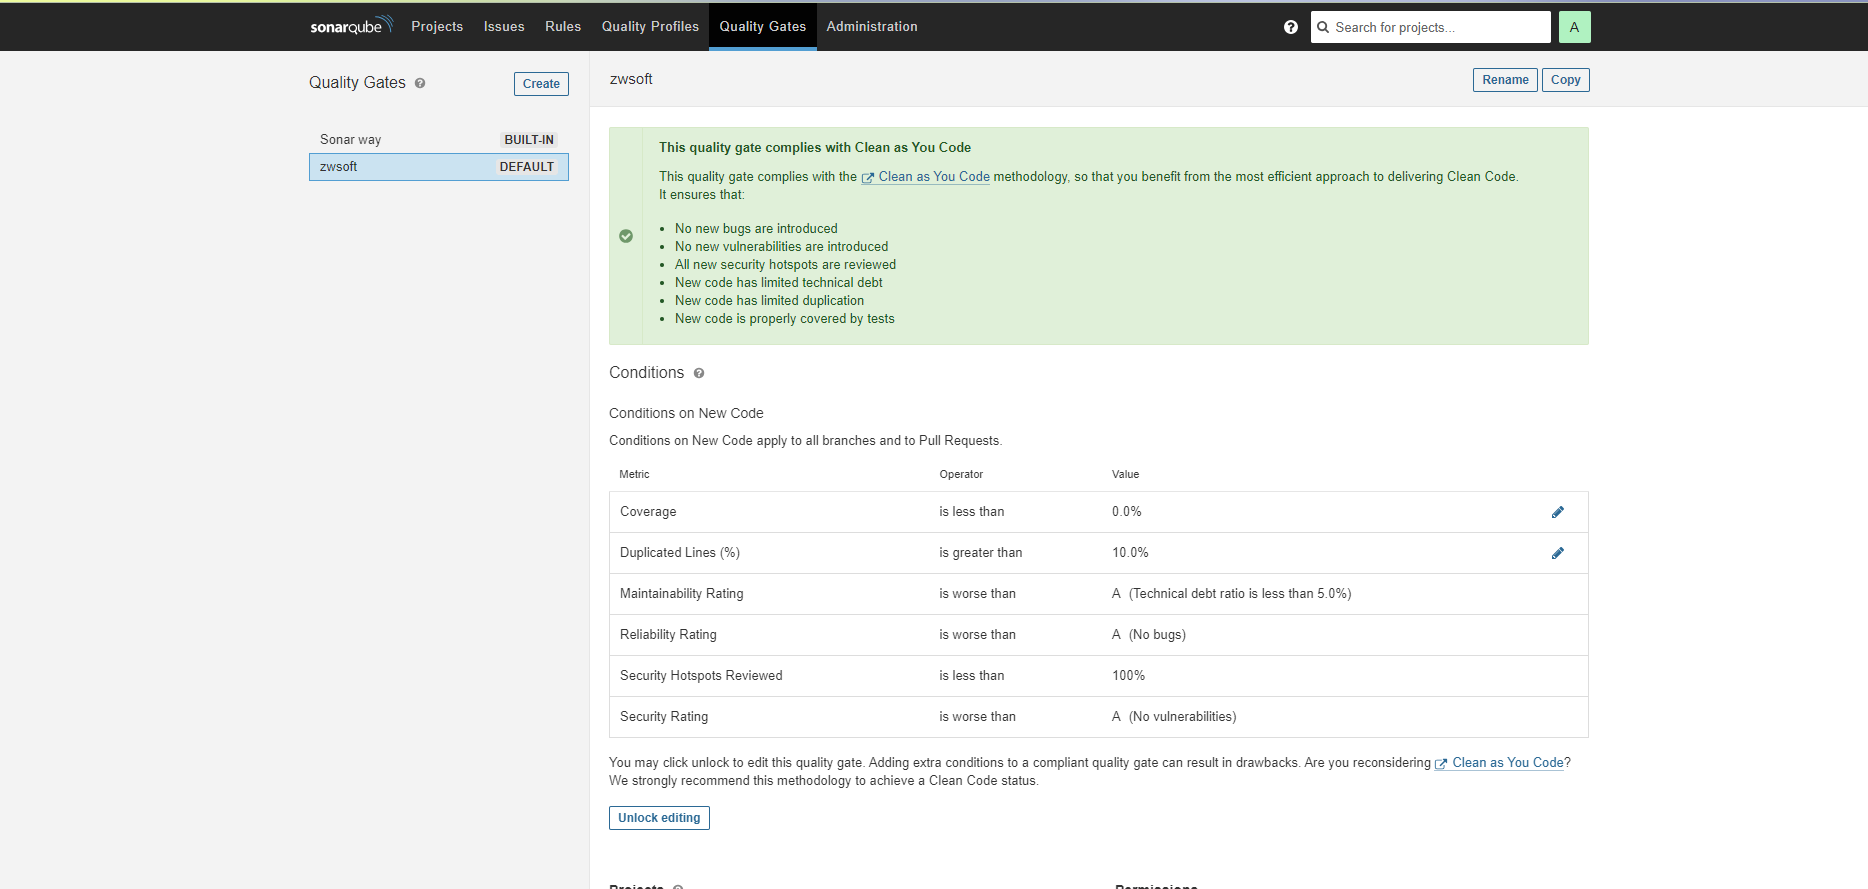 sonarqube Projects Issues Rules Quality Profiles Quality Gates Administration Search for projects... A
Quality Gates Create
Sonar way BUILT-IN
zwsoft DEFAULT
zwsoft Rename Copy
This quality gate complies with Clean as You Code
This quality gate complies with the Clean as You Code methodology, so that you benefit from the most efficient approach to delivering Clean Code.
It ensures that:
• No new bugs are introduced
• No new vulnerabilities are introduced
• All new security hotspots are reviewed
• New code has limited technical debt
• New code has limited duplication
• New code is properly covered by tests
Conditions
Conditions on New Code
Conditions on New Code apply to all branches and to Pull Requests.
Metric Operator Value
Coverage is less than 0.0%
Duplicated Lines (%) is greater than 10.0%
Maintainability Rating is worse than A (Technical debt ratio is less than 5.0%)
Reliability Rating is worse than A (No bugs)
Security Hotspots Reviewed is less than 100%
Security Rating is worse than A (No vulnerabilities)
You may click unlock to edit this quality gate. Adding extra conditions to a compliant quality gate can result in drawbacks. Are you reconsidering Clean as You Code?
We strongly recommend this methodology to achieve a Clean Code status.
Unlock editing
Projects Permissions